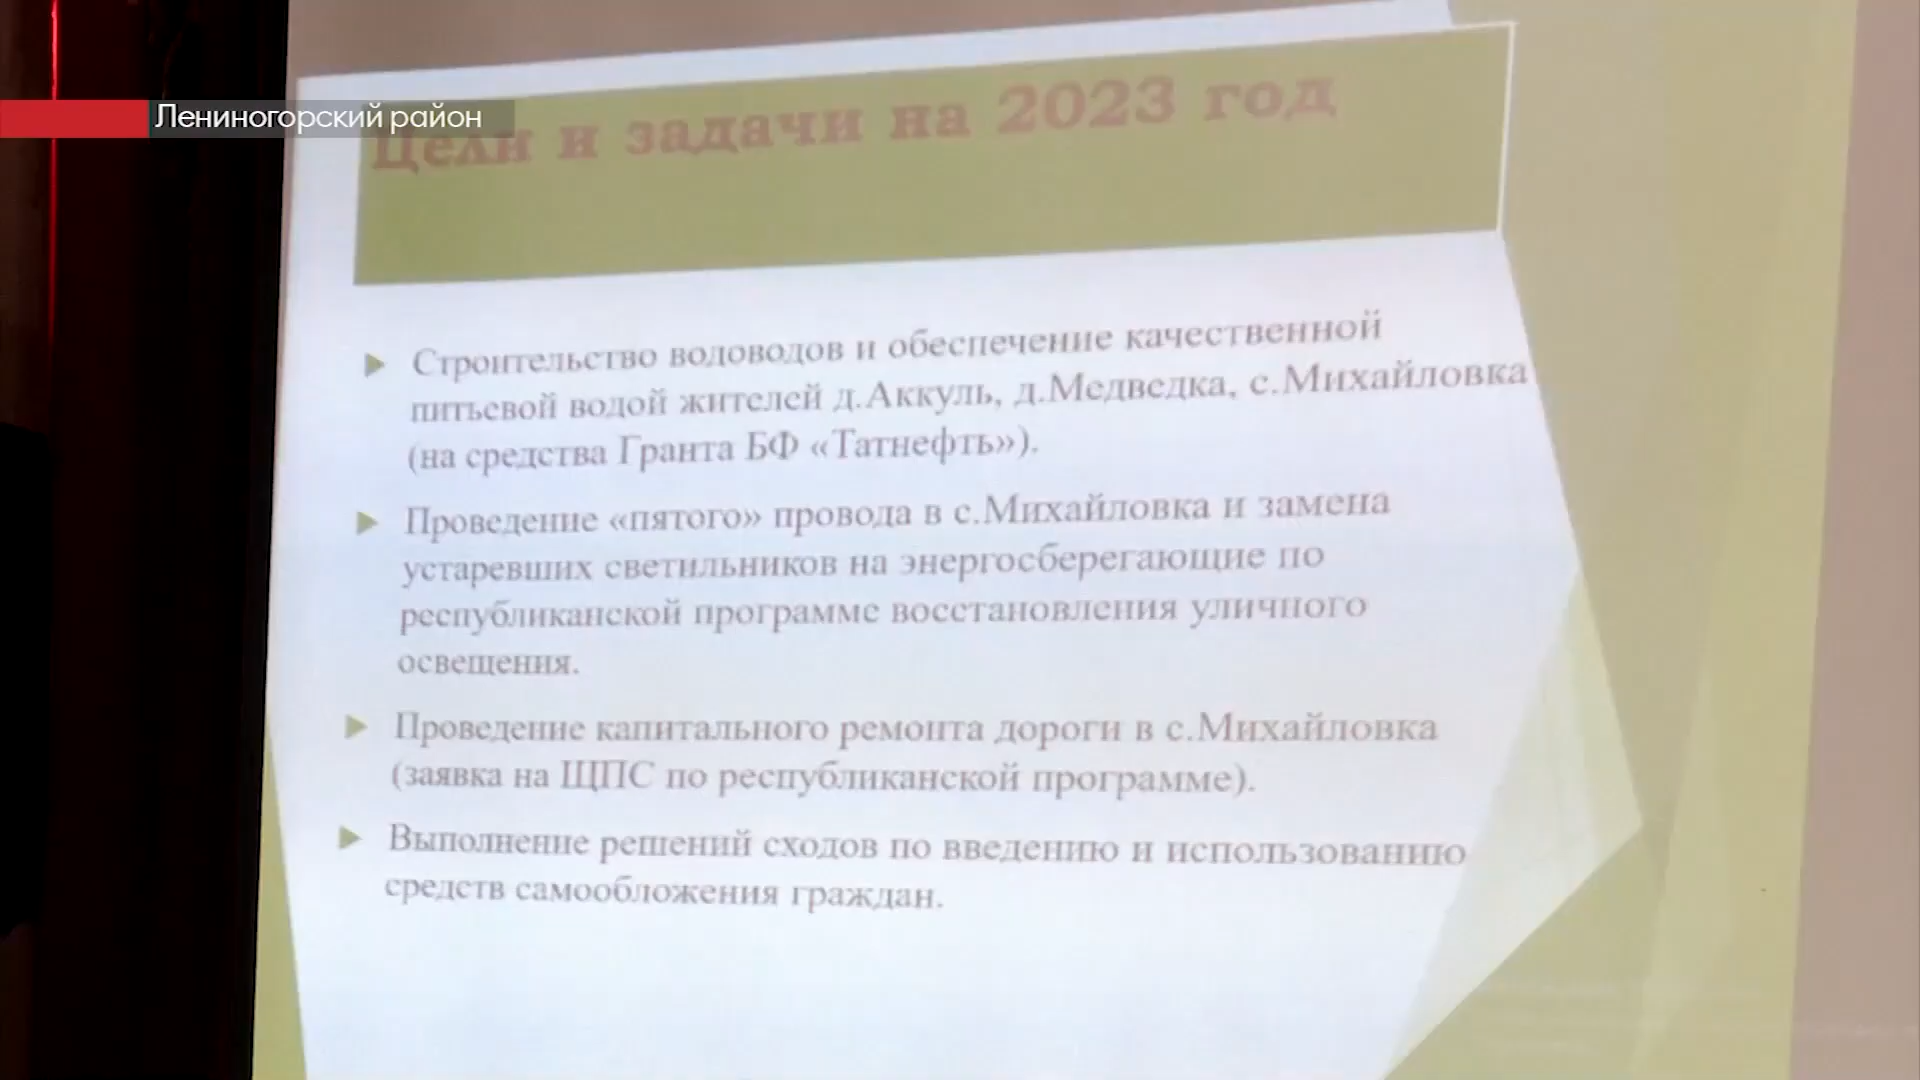 Лениногорский район
Цели и задачи на 2023 год
Строительство водоводов и обеспечение качественной
питьевой водой жителей д.Аккуль, д.Медведка, с.Михайловка
(на средства Гранта БФ «Татнефть»).
Проведение «пятого» провода в с.Михайловка и замена
устаревших светильников на энергосберегающие по
республиканской программе восстановления уличного
освещения.
Проведение капитального ремонта дороги в с.Михайловка
(заявка на ЩПС по республиканской программе).
Выполнение решений сходов по введению и использованию
средств самообложения граждан.